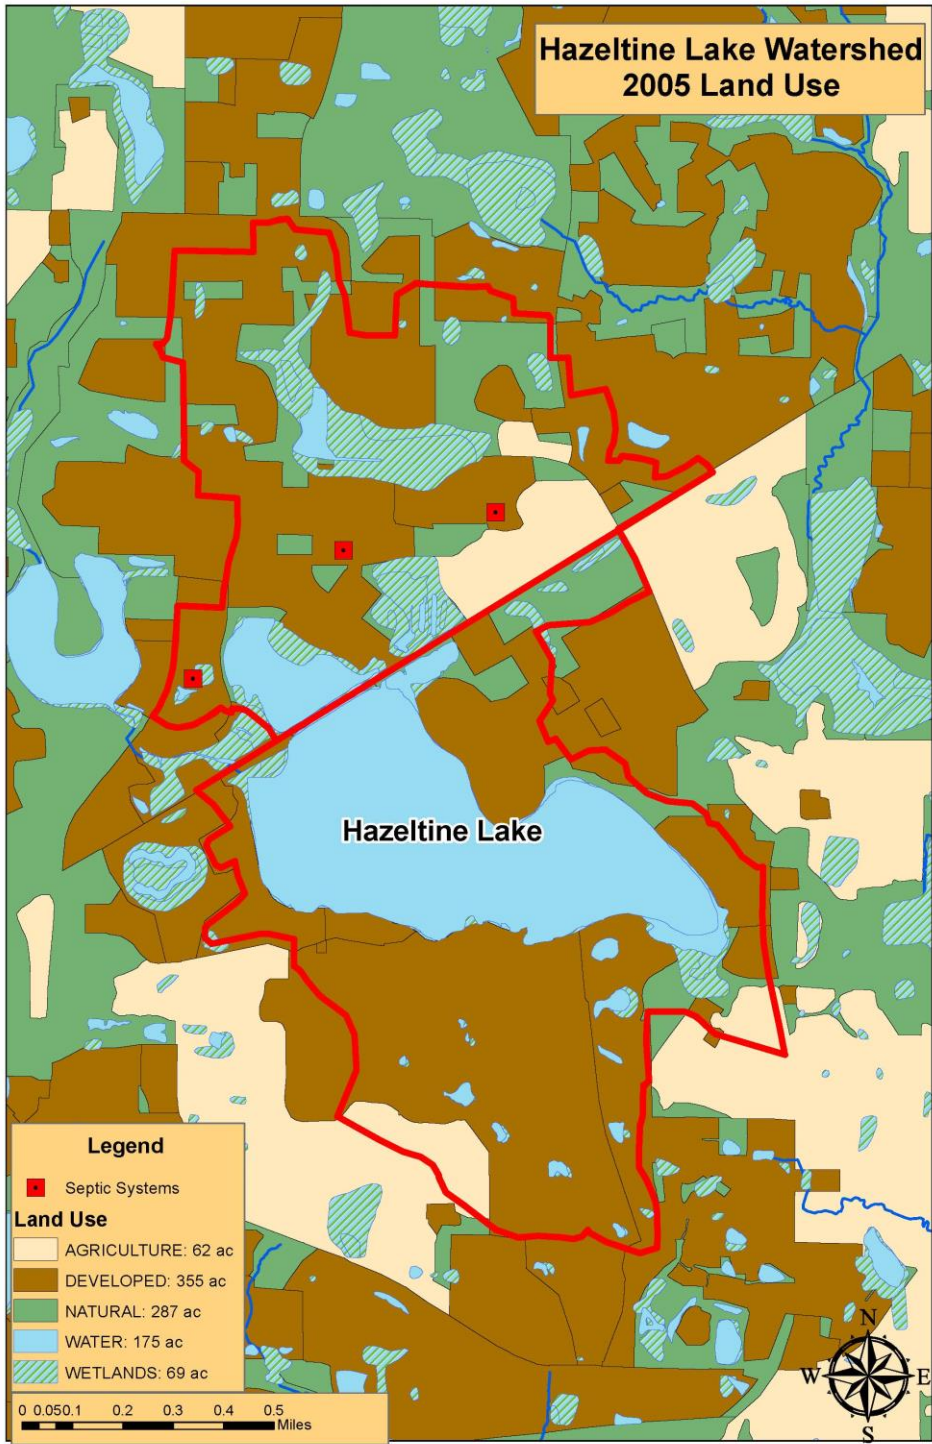 Hazeltine Lake Watershed
2005 Land Use
Hazeltine Lake
Legend
Septic Systems
Land Use
AGRICULTURE: 62 ac
DEVELOPED: 355 ac
NATURAL: 287 ac
WATER: 175 ac
WETLANDS: 69 ac
0 0.050.1 0.2 0.3 0.4 0.5
Miles
N
W E
S